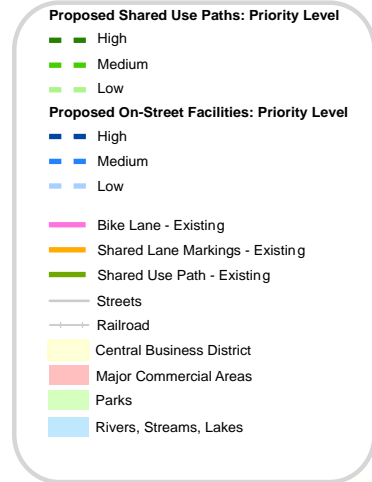 Proposed Shared Use Paths: Priority Level
High
Medium
Low
Proposed On-Street Facilities: Priority Level
High
Medium
Low
Bike Lane - Existing
Shared Lane Markings - Existing
Shared Use Path - Existing
Streets
Railroad
Central Business District
Major Commercial Areas
Parks
Rivers, Streams, Lakes